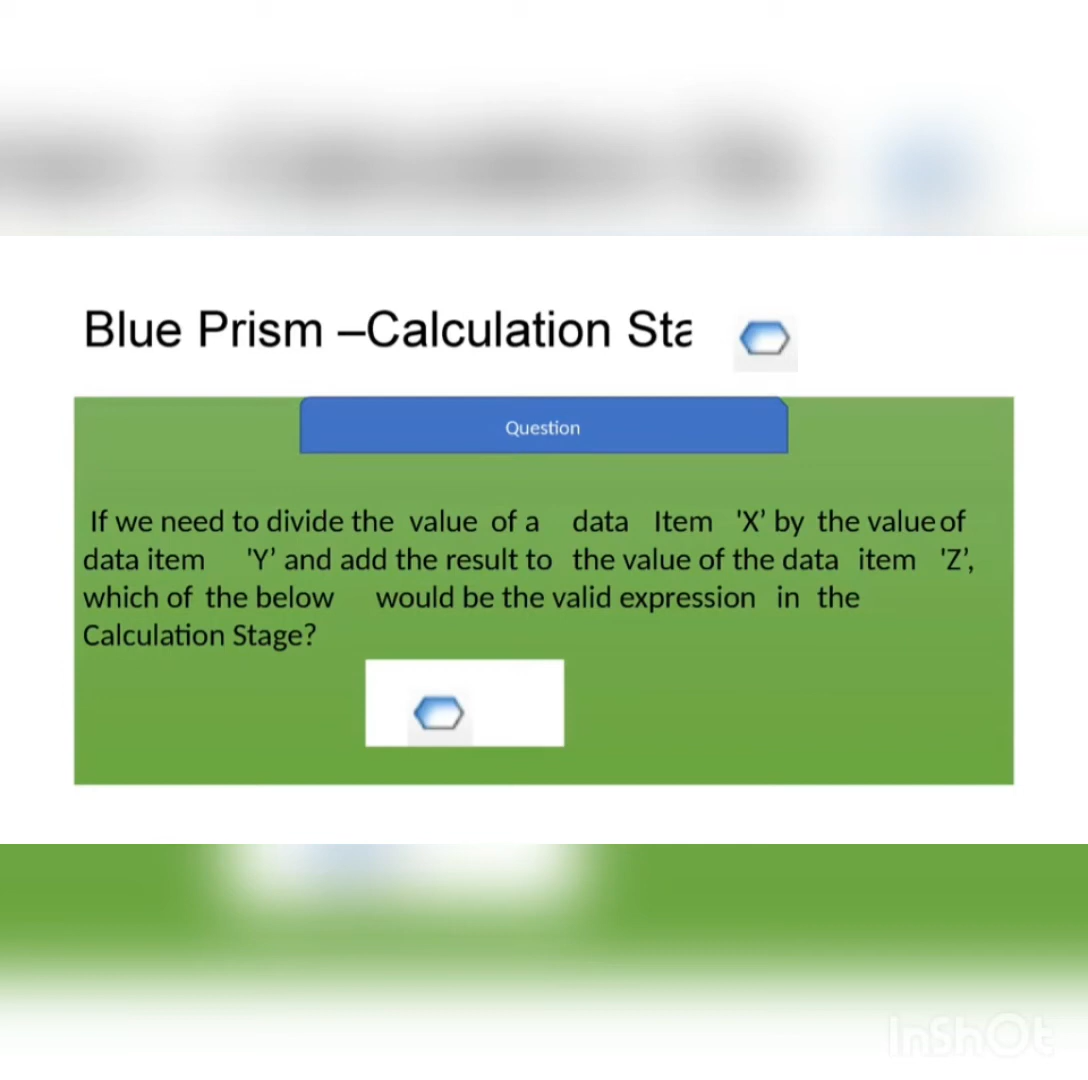 Blue Prism –Calculation Sta
Question
If we need to divide the value of a data Item 'X’ by the value of
data item 'Y’ and add the result to the value of the data item 'Z’,
which of the below would be the valid expression in the
Calculation Stage?
InShOt